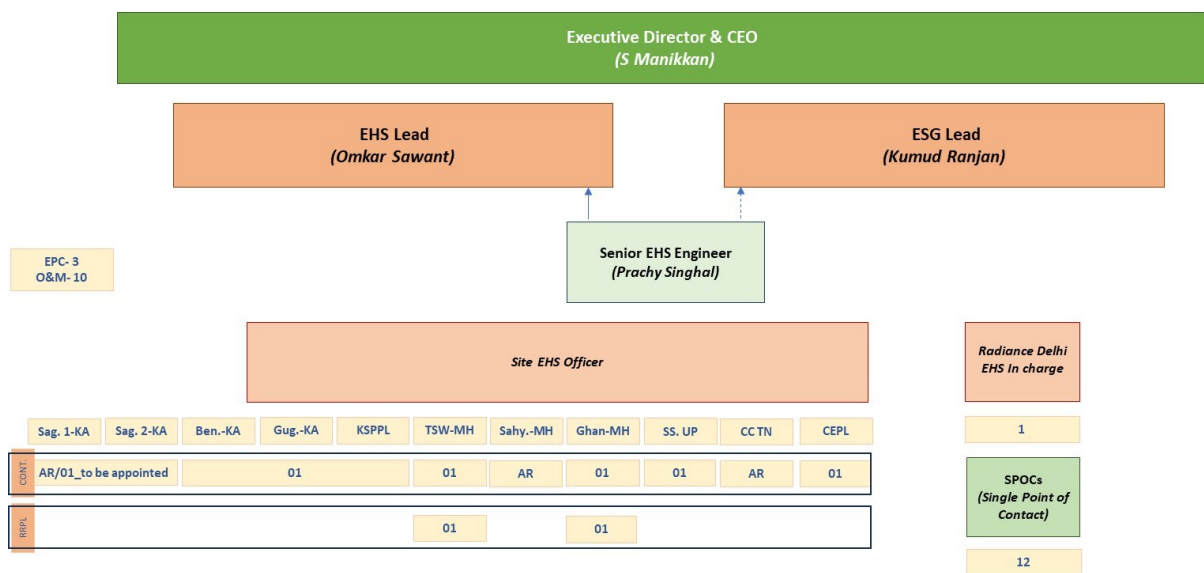 Executive Director & CEO
(S Manikkan)
EHS Lead
(Omkar Sawant)
ESG Lead
(Kumud Ranjan)
Senior EHS Engineer
(Prachy Singhal)
EPC- 3
O&M- 10
Site EHS Officer
Radiance Delhi
EHS In charge
Sag. 1-KA
Sag. 2-KA
Ben.-KA
Gug.-KA
KSPPL
TSW-MH
Sahy.-MH
Ghan-MH
SS. UP
CC TN
CEPL
1
CONT.
AR/01_to be appointed
01
01
AR
01
01
AR
01
SPOCs
(Single Point of
Contact)
RRPL
01
01
12